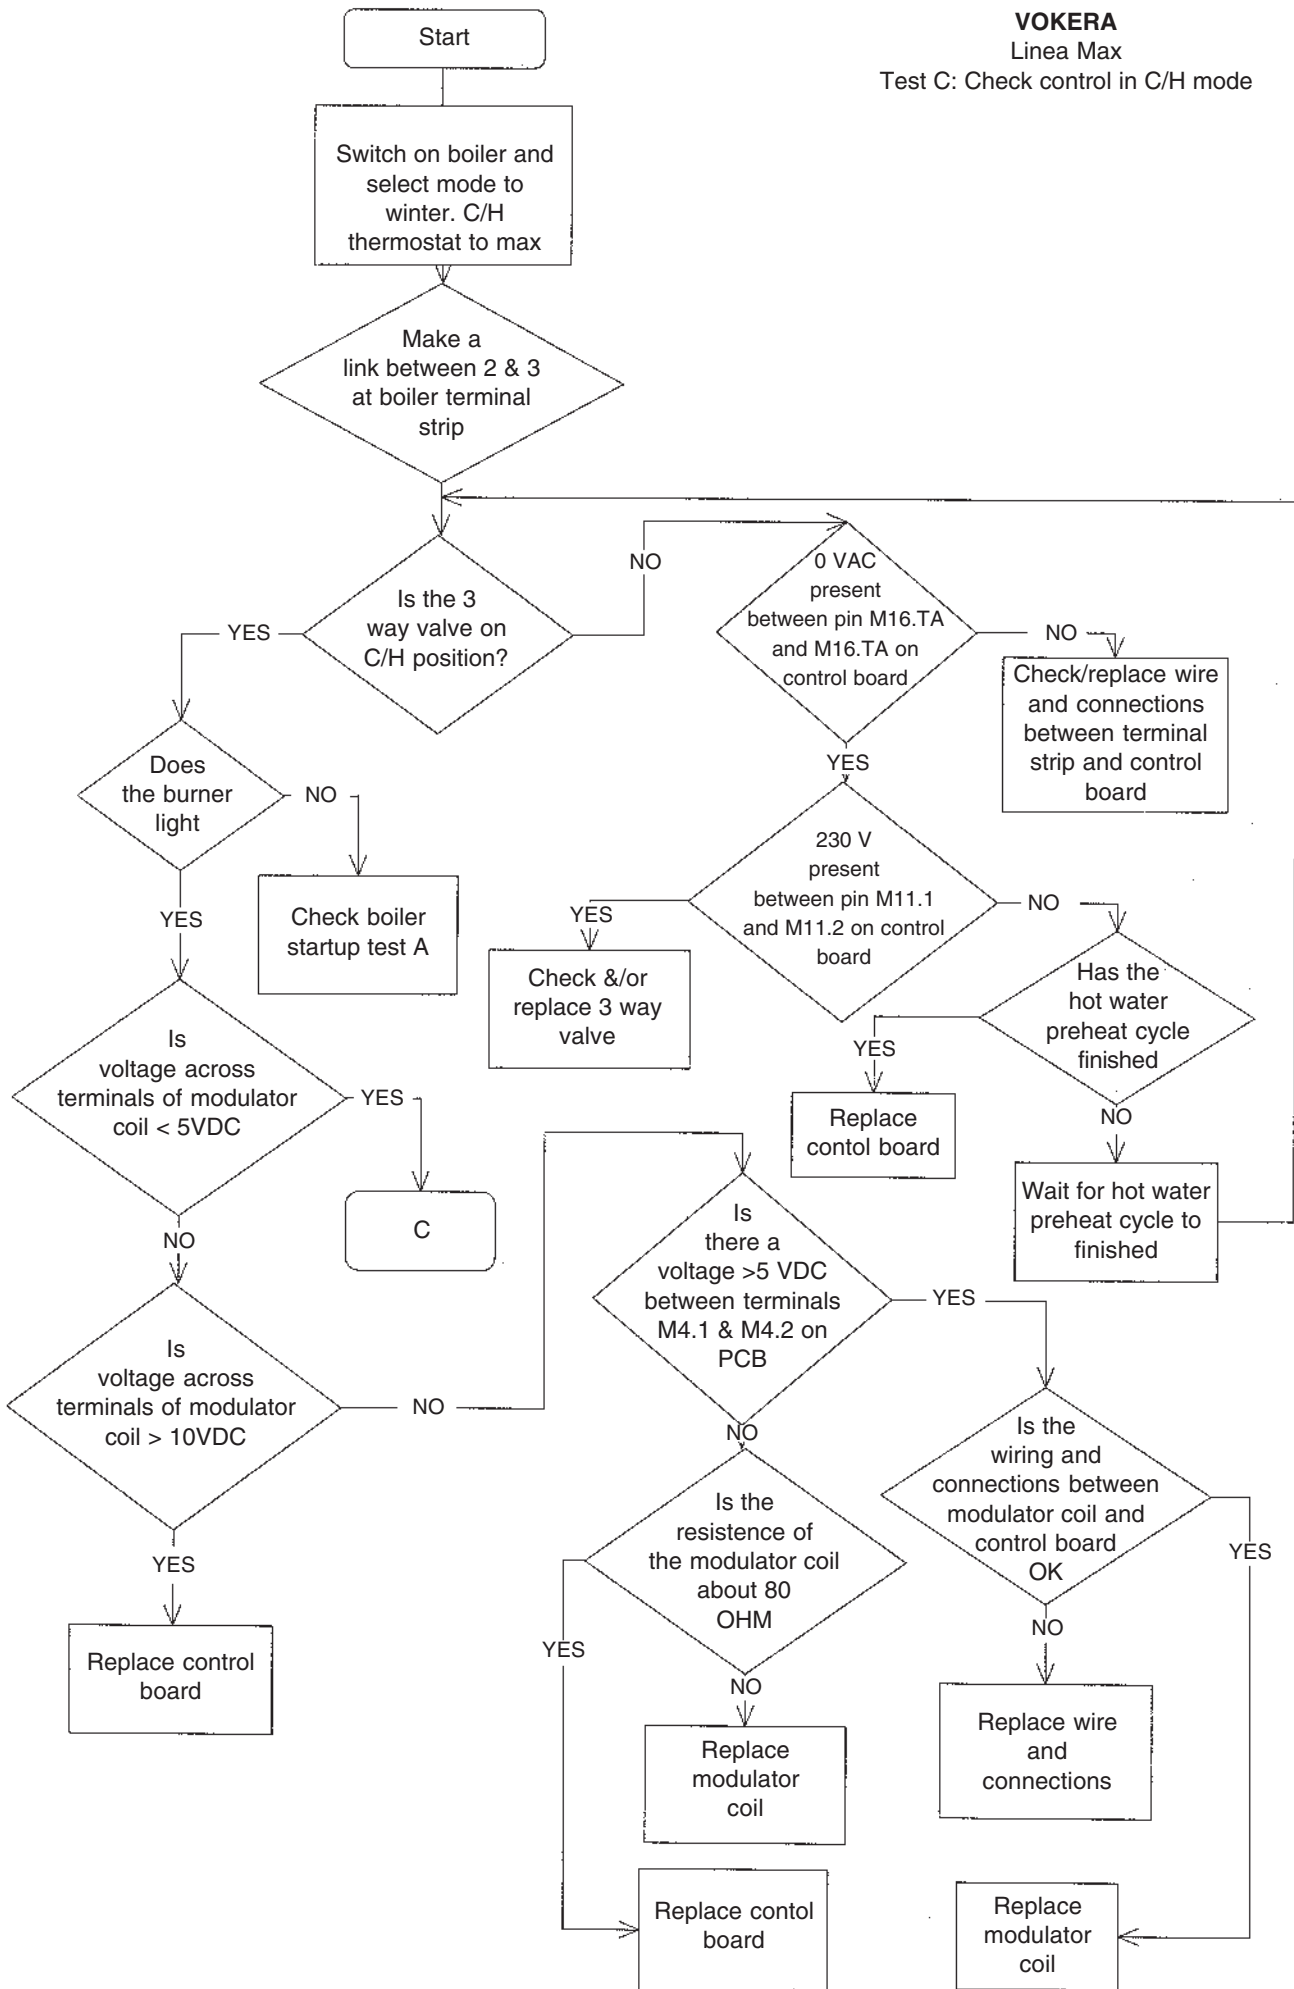 VOKERA
Linea Max
Test C: Check control in C/H mode
Start
Switch on boiler and
select mode to
winter. C/H
thermostat to max
Make a
link between 2 & 3
at boiler terminal
strip
Is the 3
way valve on
C/H position?
YES
NO
0 VAC
present
between pin M16.TA
and M16.TA on
control board
NO
Check/replace wire
and connections
between terminal
strip and control
board
YES
Does
the burner
light
NO
Check boiler
startup test A
YES
230 V
present
between pin M11.1
and M11.2 on control
board
YES
Check &/or
replace 3 way
valve
NO
Has the
hot water
preheat cycle
finished
YES
Replace
contol board
NO
Wait for hot water
preheat cycle to
finished
Is
voltage across
terminals of modulator
coil < 5VDC
YES
C
NO
Is
voltage across
terminals of modulator
coil > 10VDC
NO
YES
Replace control
board
Is
there a
voltage >5 VDC
between terminals
M4.1 & M4.2 on
PCB
YES
NO
Is the
resistence of
the modulator coil
about 80
OHM
YES
NO
Replace
modulator
coil
Replace contol
board
Is the
wiring and
connections between
modulator coil and
control board
OK
YES
NO
Replace wire
and
connections
Replace
modulator
coil